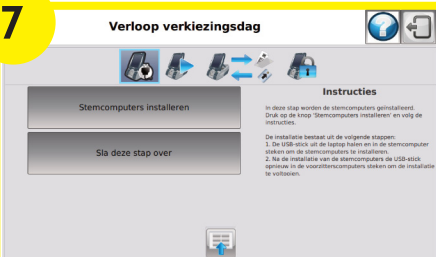 7
Verloop verkiezingsdag
Stemcomputers installeren
Sla deze stap over
Instructies
In deze stap worden de stemcomputers geïnstalleerd.
Druk op de knop 'Stemcomputers installeren' en volg de
instructies.
De installatie bestaat uit de volgende stappen:
1. De USB-stick uit de laptop halen en in de stemcomputer
steken om de stemcomputers te installeren.
2. Na de installatie van de stemcomputers de USB-stick
opnieuw in de voorzitterscomputers steken om de installatie
te voltooien.